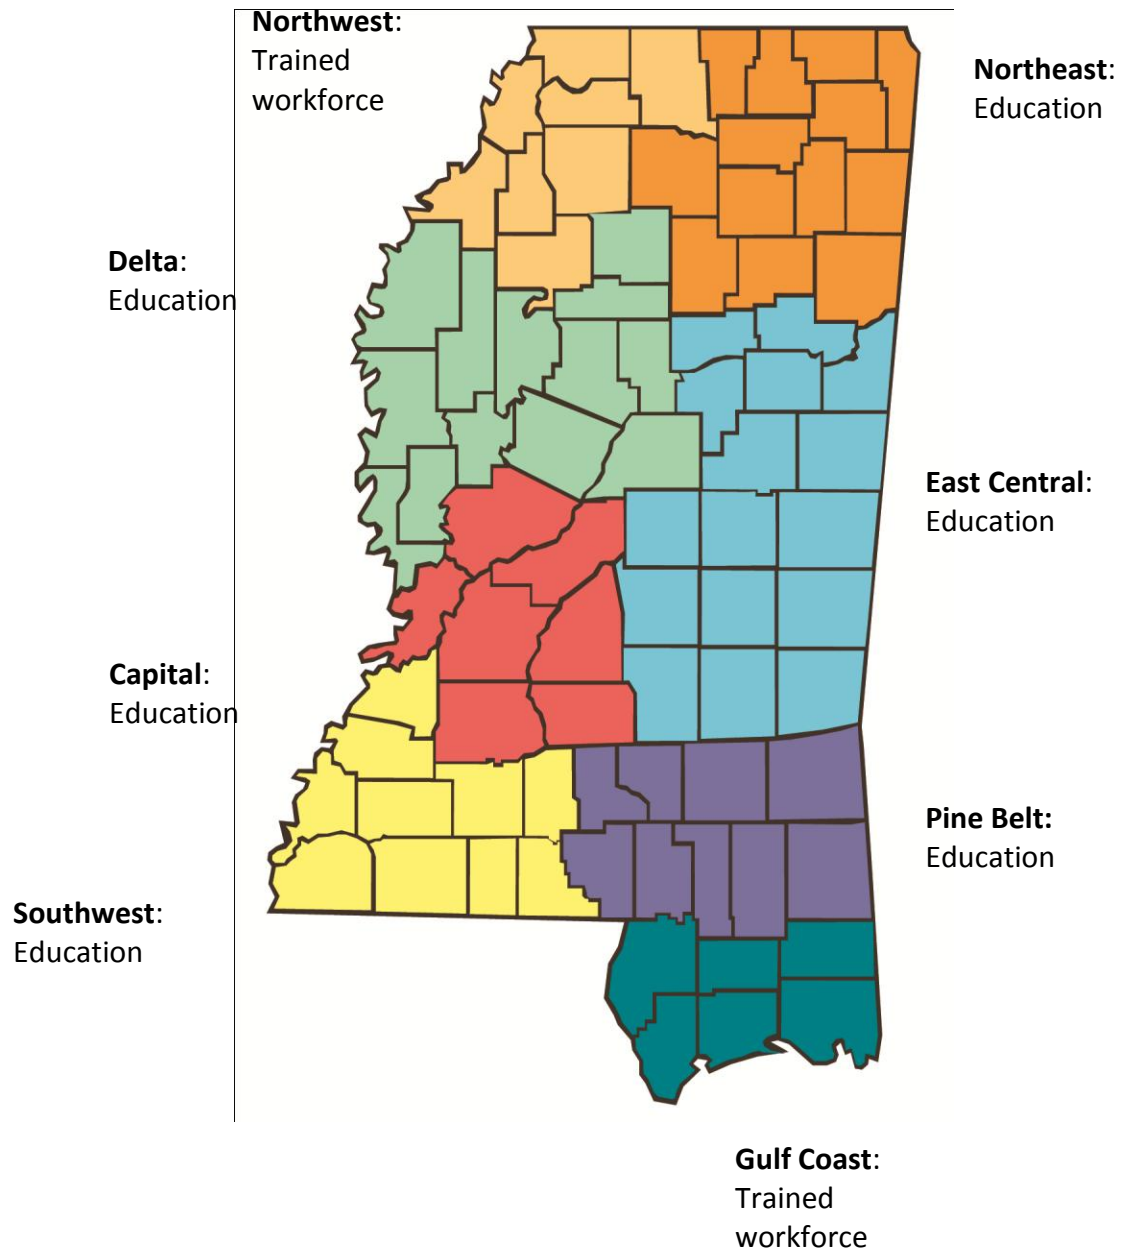 Northwest:
Trained
workforce
Northeast:
Education
Delta:
Education
East Central:
Education
Capital:
Education
Pine Belt:
Education
Southwest:
Education
Gulf Coast:
Trained
workforce